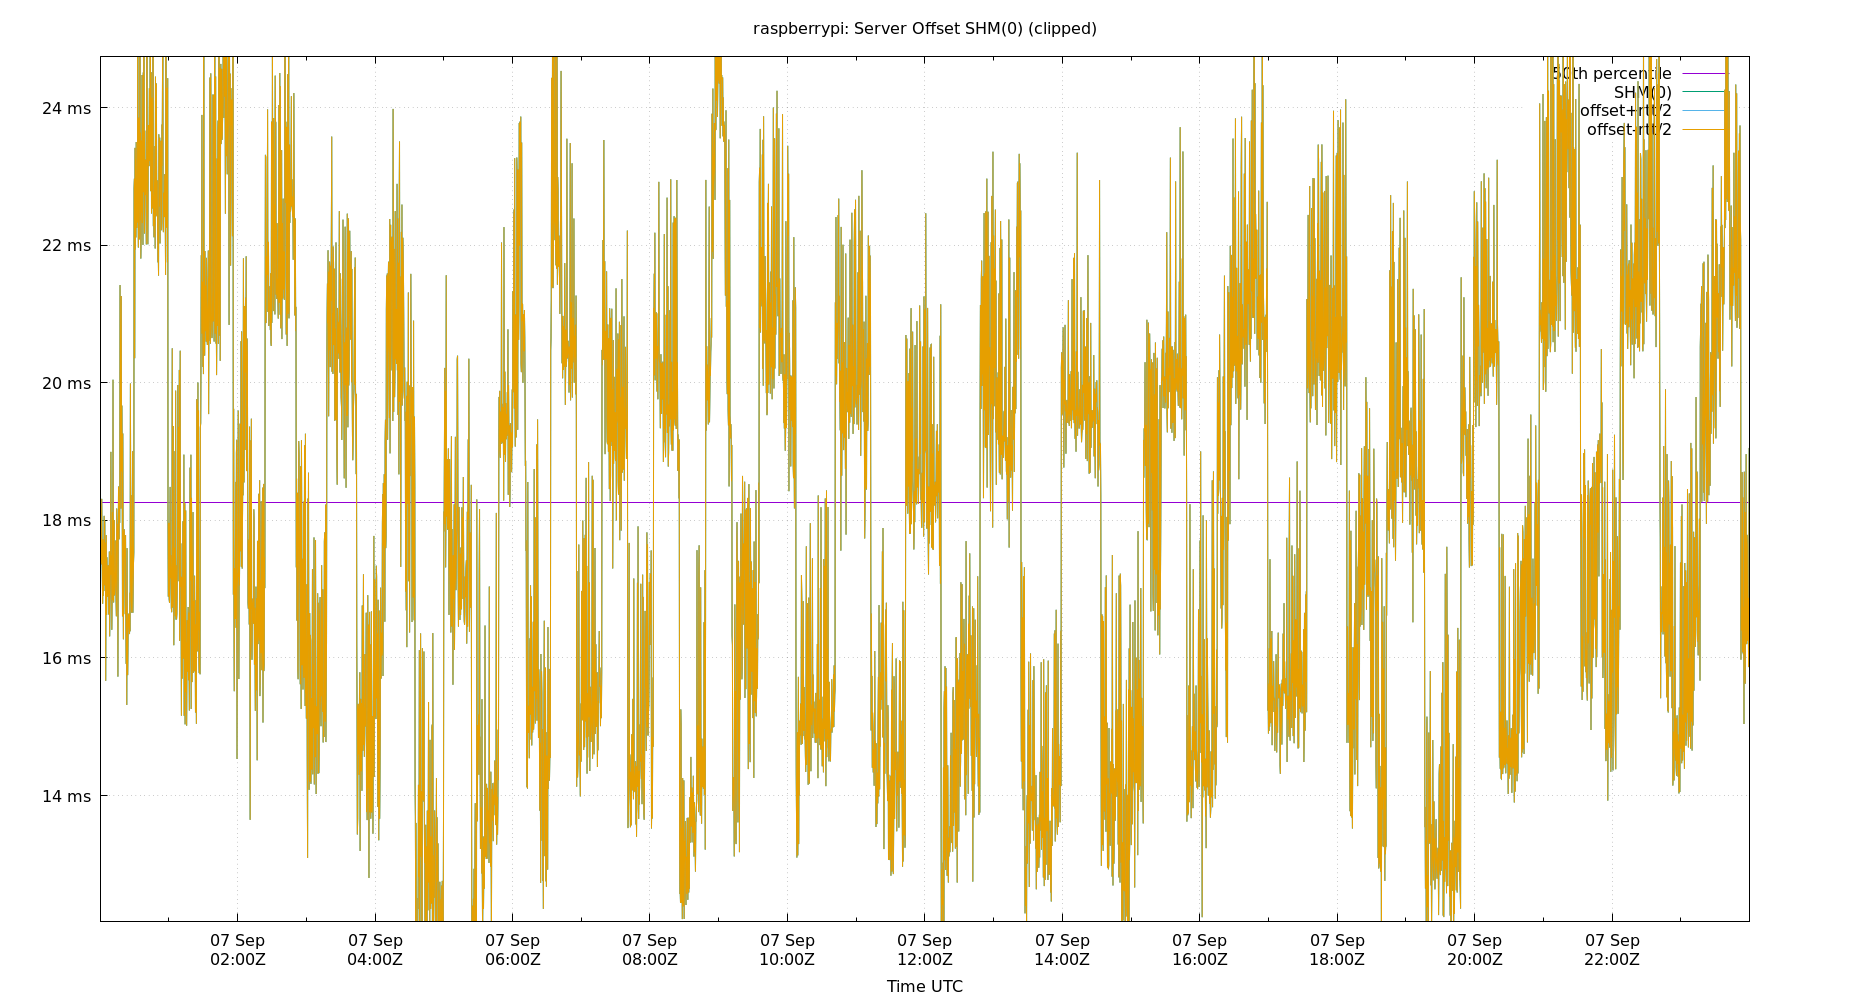 raspberrypi: Server Offset SHM(0) (clipped)
50th percentile
SHM(0)
offset+rtt/2
offset-rtt/2
24 ms
22 ms
20 ms
18 ms
16 ms
14 ms
07 Sep 07 Sep 07 Sep 07 Sep 07 Sep 07 Sep 07 Sep 07 Sep 07 Sep 07 Sep 07 Sep
02:00Z 04:00Z 06:00Z 08:00Z 10:00Z 12:00Z 14:00Z 16:00Z 18:00Z 20:00Z 22:00Z
Time UTC